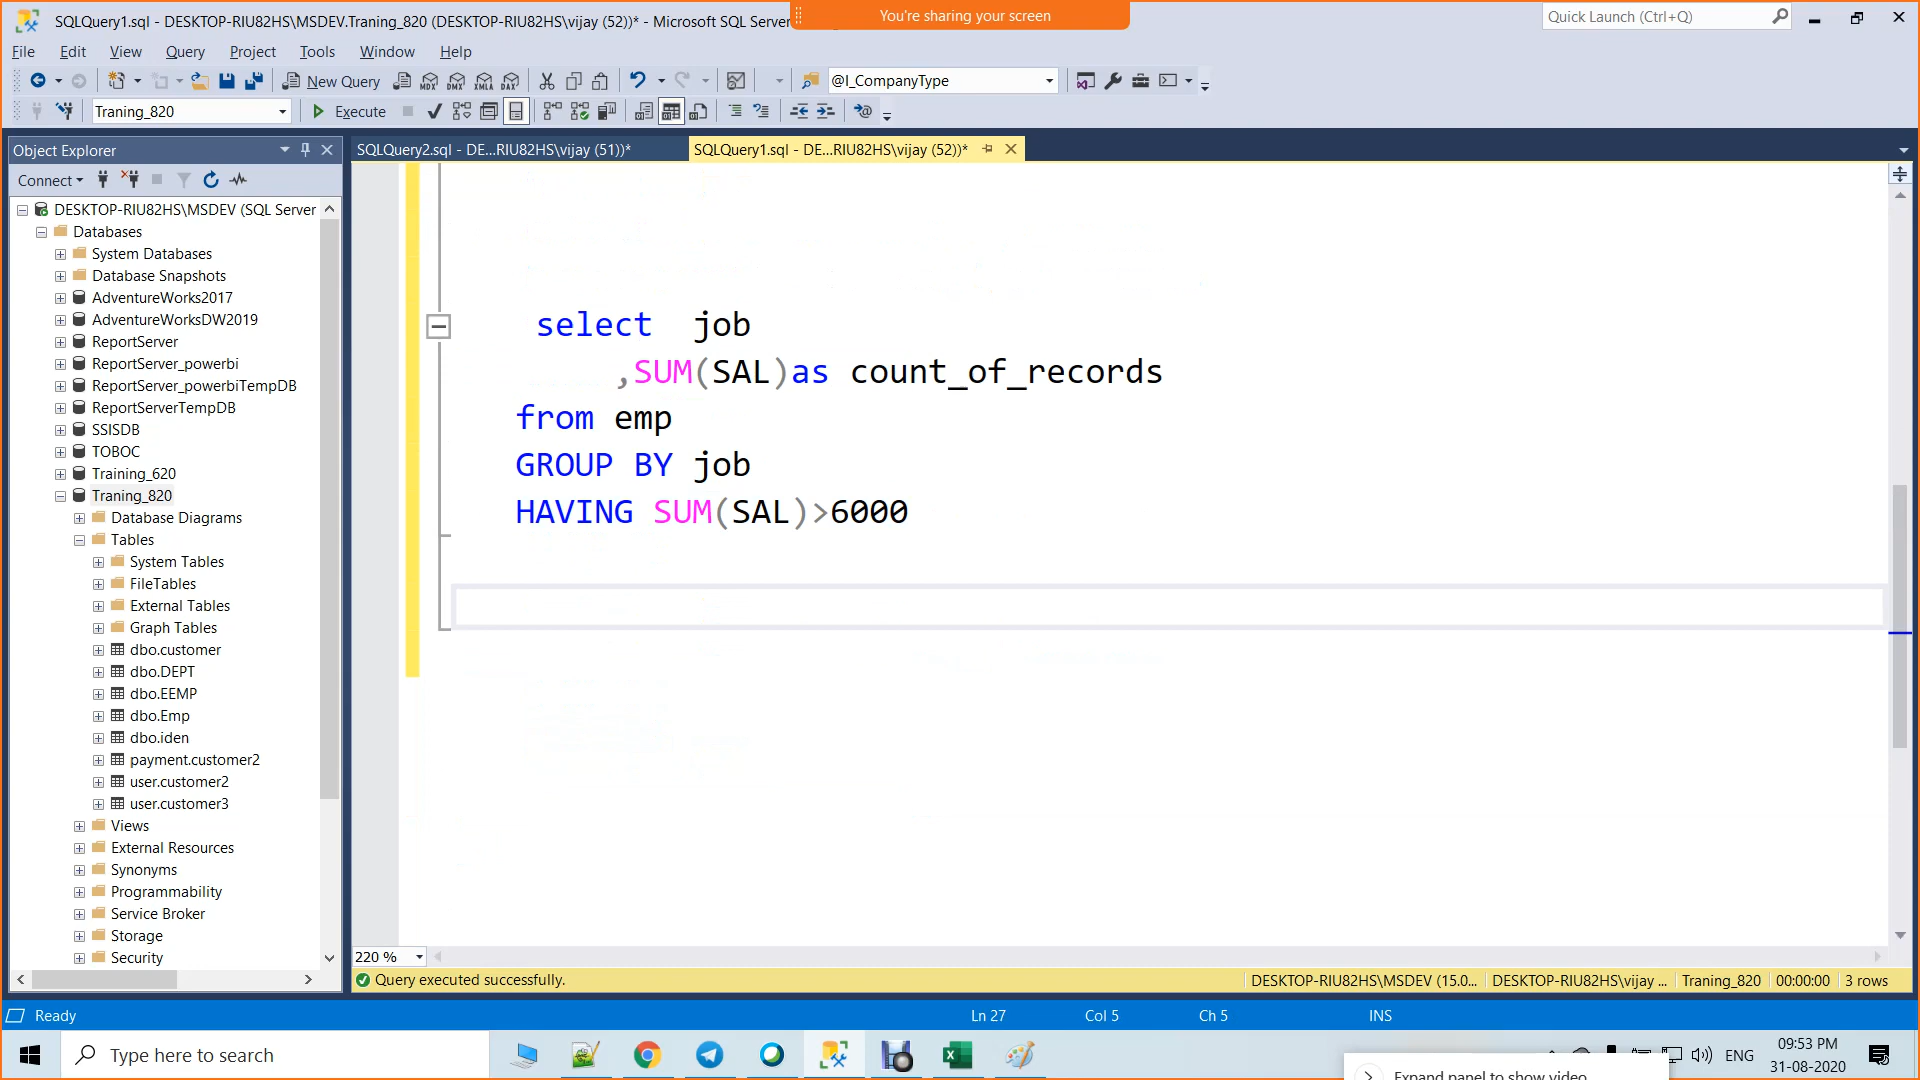 SQLQuery1.sql - DESKTOP-RIU82HS\MSDEV.Traning_820 (DESKTOP-RIU82HS\vijay (52))* - Microsoft SQL Server
You're sharing your screen
Quick Launch (Ctrl+Q)
File Edit View Query Project Tools Window Help
New Query
MDX DMX XMLA DAX
@I_CompanyType
Traning_820
Execute
Object Explorer
SQLQuery2.sql - DE...RIU82HS\vijay (51))*
SQLQuery1.sql - DE...RIU82HS\vijay (52))*
Connect
DESKTOP-RIU82HS\MSDEV (SQL Server
Databases
System Databases
Database Snapshots
AdventureWorks2017
AdventureWorksDW2019
ReportServer
ReportServer_powerbi
ReportServer_powerbiTempDB
ReportServerTempDB
SSISDB
TOBOC
Training_620
Traning_820
Database Diagrams
Tables
System Tables
FileTables
External Tables
Graph Tables
dbo.customer
dbo.DEPT
dbo.EEMP
dbo.Emp
dbo.iden
payment.customer2
user.customer2
user.customer3
Views
External Resources
Synonyms
Programmability
Service Broker
Storage
Security
select job
,SUM(SAL)as count_of_records
from emp
GROUP BY job
HAVING SUM(SAL)>6000
220 %
Query executed successfully.
DESKTOP-RIU82HS\MSDEV (15.0...
DESKTOP-RIU82HS\vijay ...
Traning_820
00:00:00
3 rows
Ready
Ln 27
Col 5
Ch 5
INS
Type here to search
ENG
09:53 PM
31-08-2020
Expand panel to show video